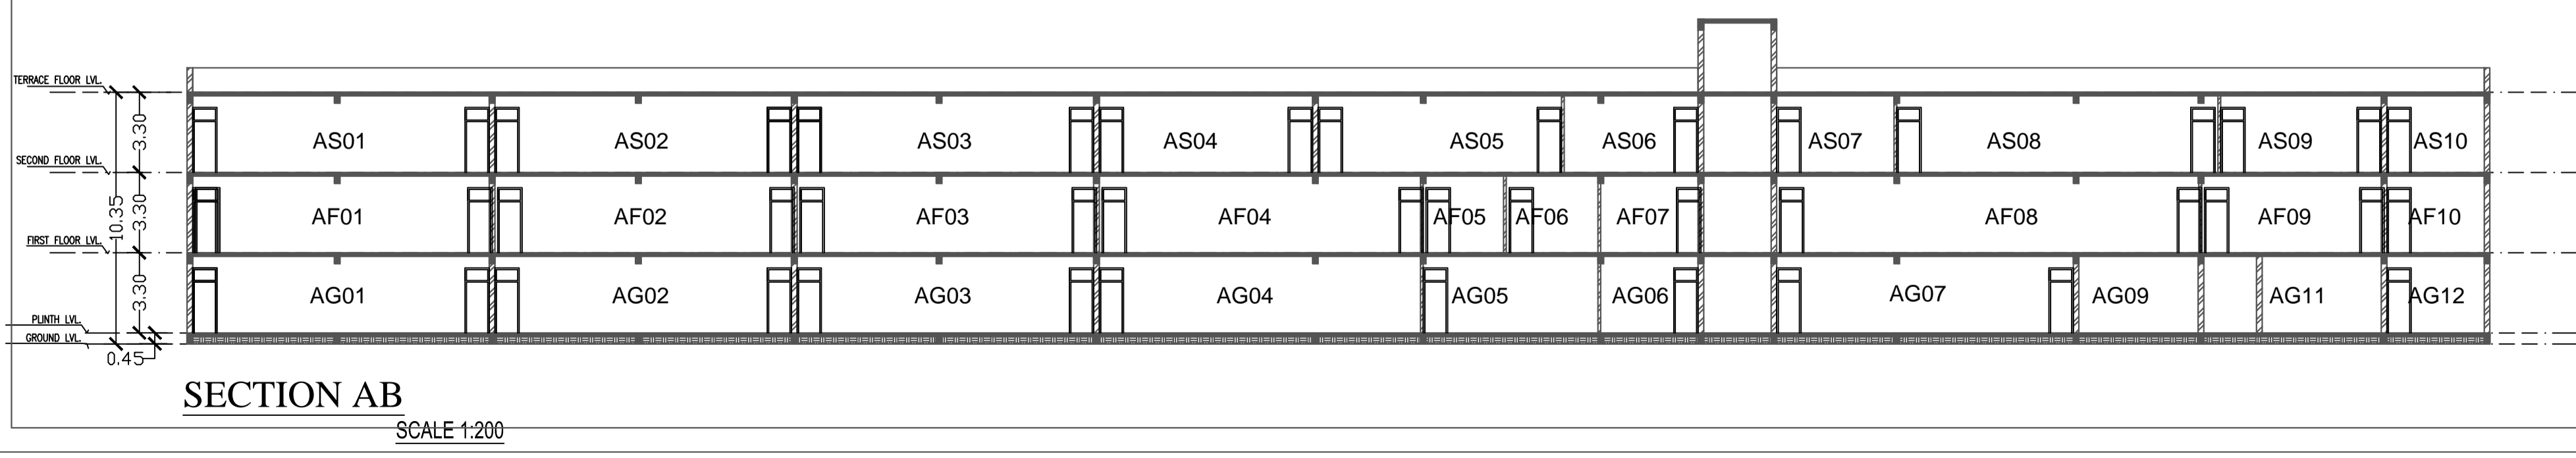 TERRACE FLOOR LVL.
3.30
AS01 AS02 AS03 AS04 AS05 AS06 AS07 AS08 AS09 AS10
SECOND FLOOR LVL.
10.35
3.30
AF01 AF02 AF03 AF04 AF05 AF06 AF07 AF08 AF09 AF10
FIRST FLOOR LVL.
3.30
AG01 AG02 AG03 AG04 AG05 AG06 AG07 AG09 AG11 AG12
PLINTH LVL.
GROUND LVL.
0.45
SECTION AB
SCALE 1:200